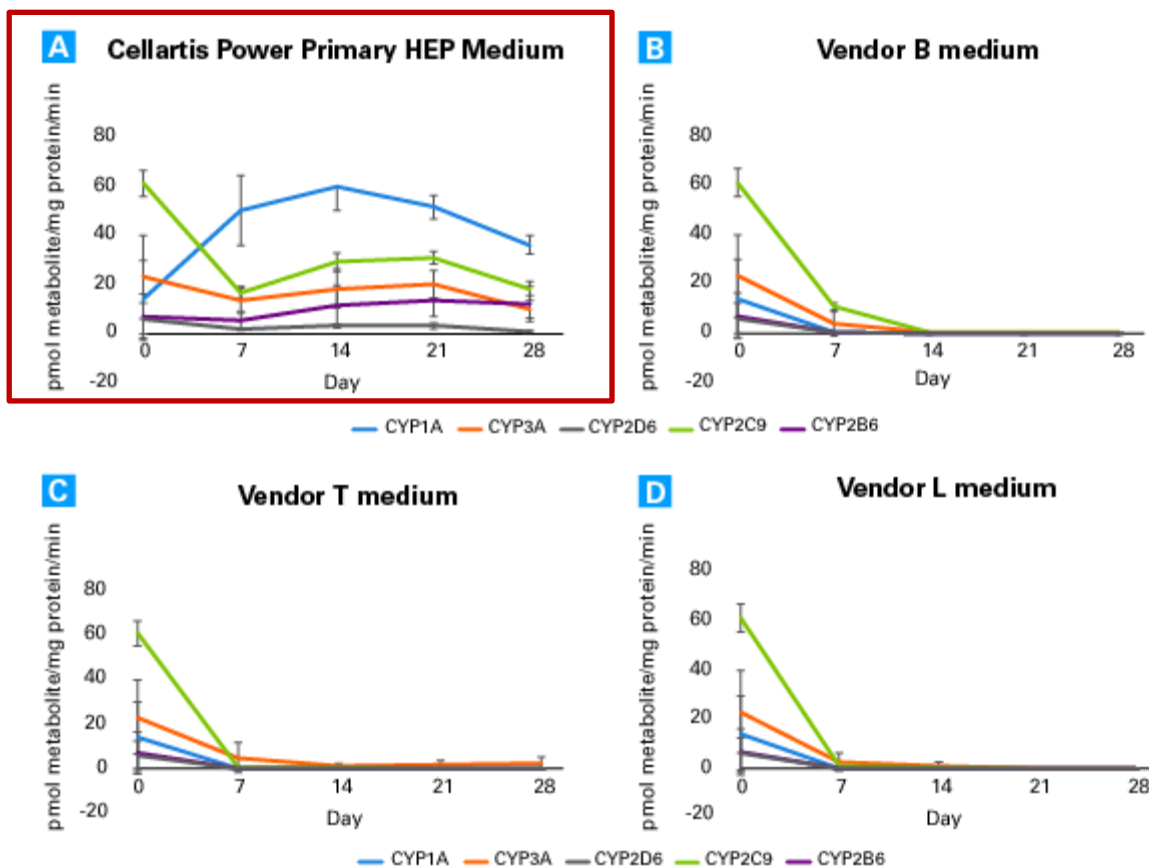 A
Cellartis Power Primary HEP Medium
pmol metabolite/mg protein/min
80
60
40
20
0
-20
0 7 14 21 28
Day
B
Vendor B medium
pmol metabolite/mg protein/min
80
60
40
20
0
-20
0 7 14 21 28
Day
CYP1A CYP3A CYP2D6 CYP2C9 CYP2B6
C
Vendor T medium
pmol metabolite/mg protein/min
80
60
40
20
0
-20
0 7 14 21 28
Day
D
Vendor L medium
pmol metabolite/mg protein/min
80
60
40
20
0
-20
0 7 14 21 28
Day
CYP1A CYP3A CYP2D6 CYP2C9 CYP2B6